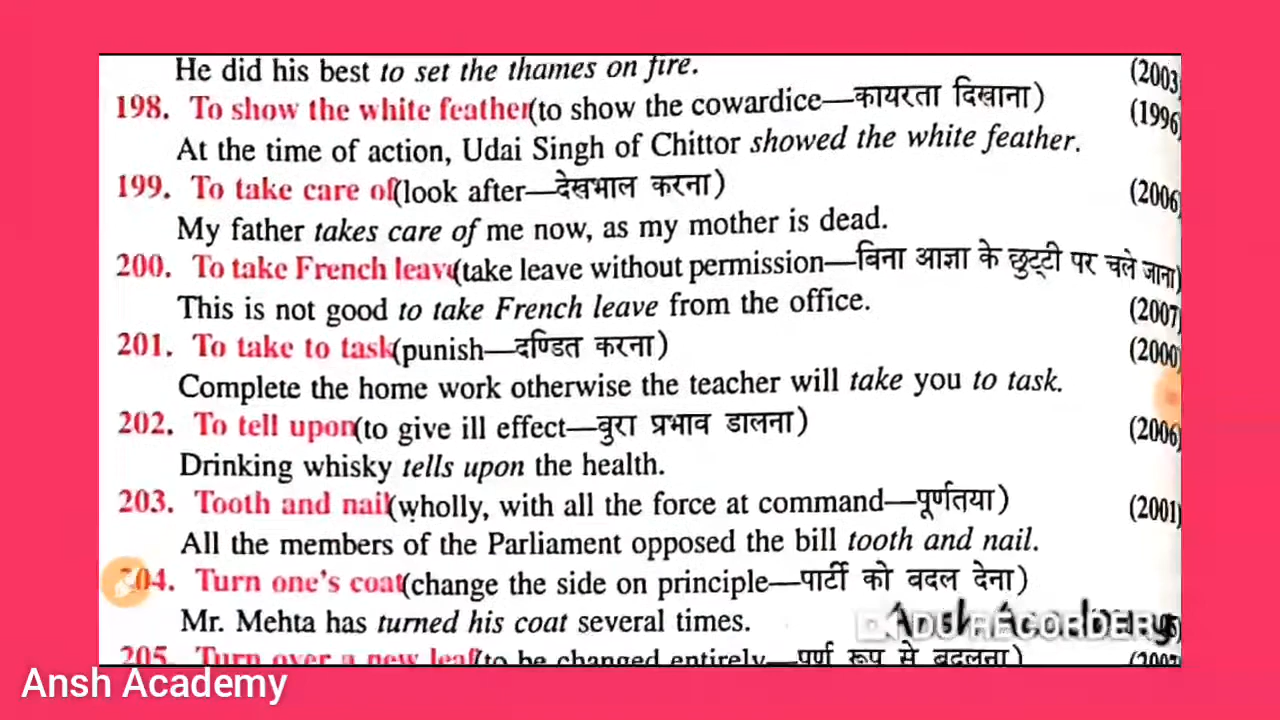 He did his best to set the thames on fire. (2003)
198. To show the white feather(to show the cowardice—कायरता दिखाना) (1996)
At the time of action, Udai Singh of Chittor showed the white feather.
199. To take care of(look after—देखभाल करना) (2006)
My father takes care of me now, as my mother is dead.
200. To take French leave(take leave without permission—बिना आज्ञा के छुट्टी पर चले जाना)
This is not good to take French leave from the office. (2007)
201. To take to task(punish—दण्डित करना) (2000)
Complete the home work otherwise the teacher will take you to task.
202. To tell upon(to give ill effect—बुरा प्रभाव डालना) (2006)
Drinking whisky tells upon the health.
203. Tooth and nail(wholly, with all the force at command—पूर्णतया) (2001)
All the members of the Parliament opposed the bill tooth and nail.
204. Turn one's coat(change the side on principle—पार्टी को बदल देना)
Mr. Mehta has turned his coat several times. Ansh Academy
DU RECORDER
205. Turn over a new leaf(to be changed entirely—पूर्ण रूप से बदलना) (2007
Ansh Academy